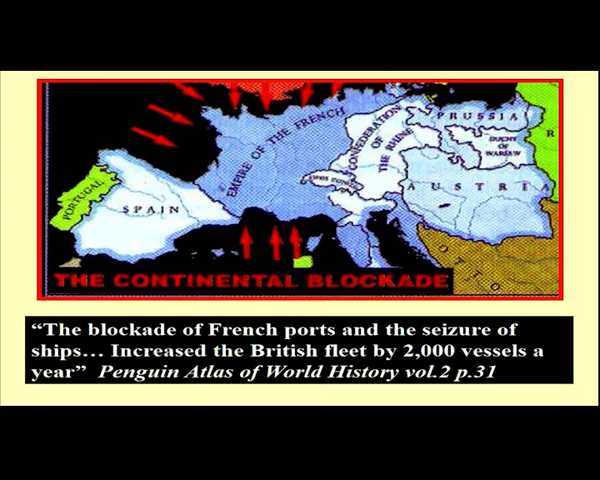 EMPIRE OF THE FRENCH
CONFEDERATION
OF
THE RHINE
PRUSSIA
DUCHY
OF
WARSAW
R
PORTUGAL
SPAIN
AUSTRIA
OTTO
THE CONTINENTAL BLOCKADE
“The blockade of French ports and the seizure of
ships… Increased the British fleet by 2,000 vessels a
year” Penguin Atlas of World History vol.2 p.31